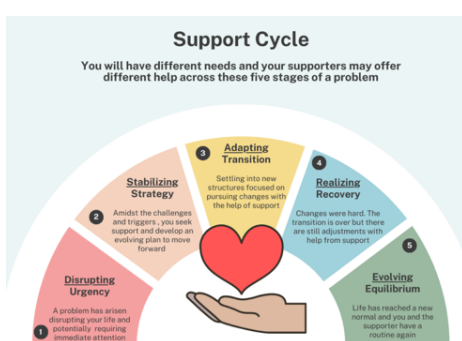 Support Cycle
You will have different needs and your supporters may offer
different help across these five stages of a problem
3
Adapting
Transition
Settling into new
structures focused on
pursuing changes with
the help of support
4
Realizing
Recovery
Changes were hard. The
transition is over but there
are still adjustments with
help from support
Stabilizing
Strategy
2
Amidst the challenges
and triggers , you seek
support and develop an
evolving plan to move
forward
5
Evolving
Equilibrium
Life has reached a new
normal and you and the
supporter have a
routine again
Disrupting
Urgency
1
A problem has arisen
disrupting your life and
potentially requiring
immediate attention